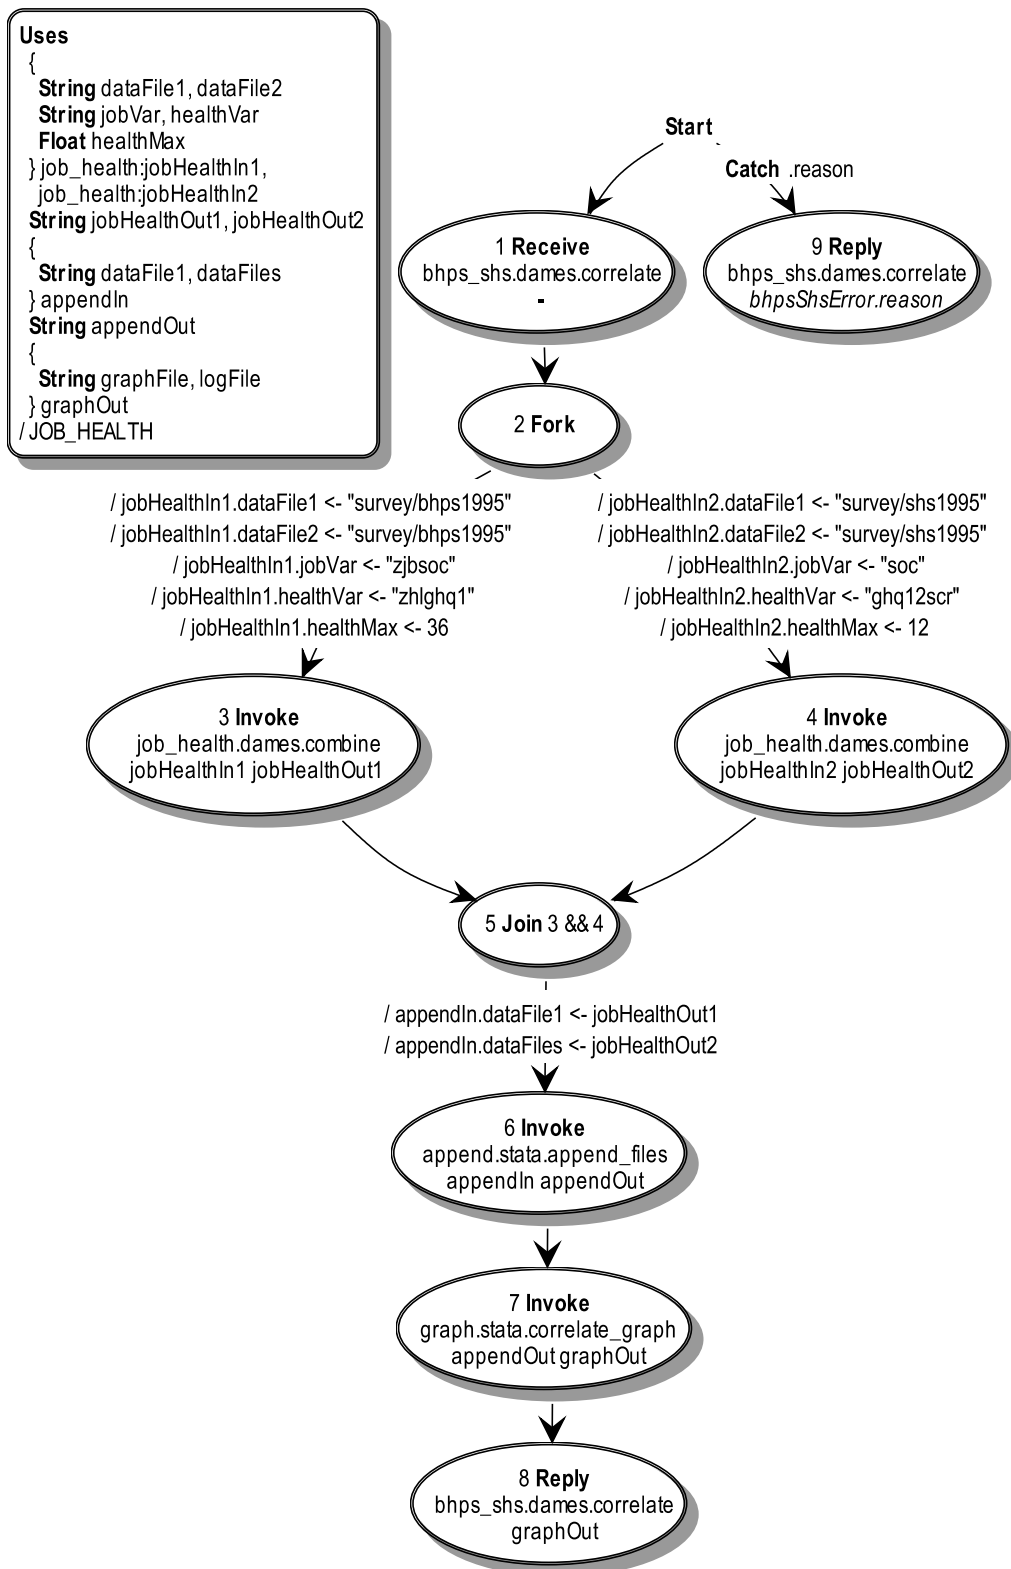 Uses
{
String dataFile1, dataFile2
String jobVar, healthVar
Float healthMax
} job_health:jobHealthIn1,
job_health:jobHealthIn2
String jobHealthOut1, jobHealthOut2
{
String dataFile1, dataFiles
} appendIn
String appendOut
{
String graphFile, logFile
} graphOut
/ JOB_HEALTH
Start
Catch .reason
1 Receive
bhps_shs.dames.correlate
-
9 Reply
bhps_shs.dames.correlate
bhpsShsError.reason
2 Fork
/ jobHealthIn1.dataFile1 <- "survey/bhps1995"
/ jobHealthIn1.dataFile2 <- "survey/bhps1995"
/ jobHealthIn1.jobVar <- "zjbsoc"
/ jobHealthIn1.healthVar <- "zhlghq1"
/ jobHealthIn1.healthMax <- 36
/ jobHealthIn2.dataFile1 <- "survey/shs1995"
/ jobHealthIn2.dataFile2 <- "survey/shs1995"
/ jobHealthIn2.jobVar <- "soc"
/ jobHealthIn2.healthVar <- "ghq12scr"
/ jobHealthIn2.healthMax <- 12
3 Invoke
job_health.dames.combine
jobHealthIn1 jobHealthOut1
4 Invoke
job_health.dames.combine
jobHealthIn2 jobHealthOut2
5 Join 3 && 4
/ appendIn.dataFile1 <- jobHealthOut1
/ appendIn.dataFiles <- jobHealthOut2
6 Invoke
append.stata.append_files
appendIn appendOut
7 Invoke
graph.stata.correlate_graph
appendOut graphOut
8 Reply
bhps_shs.dames.correlate
graphOut